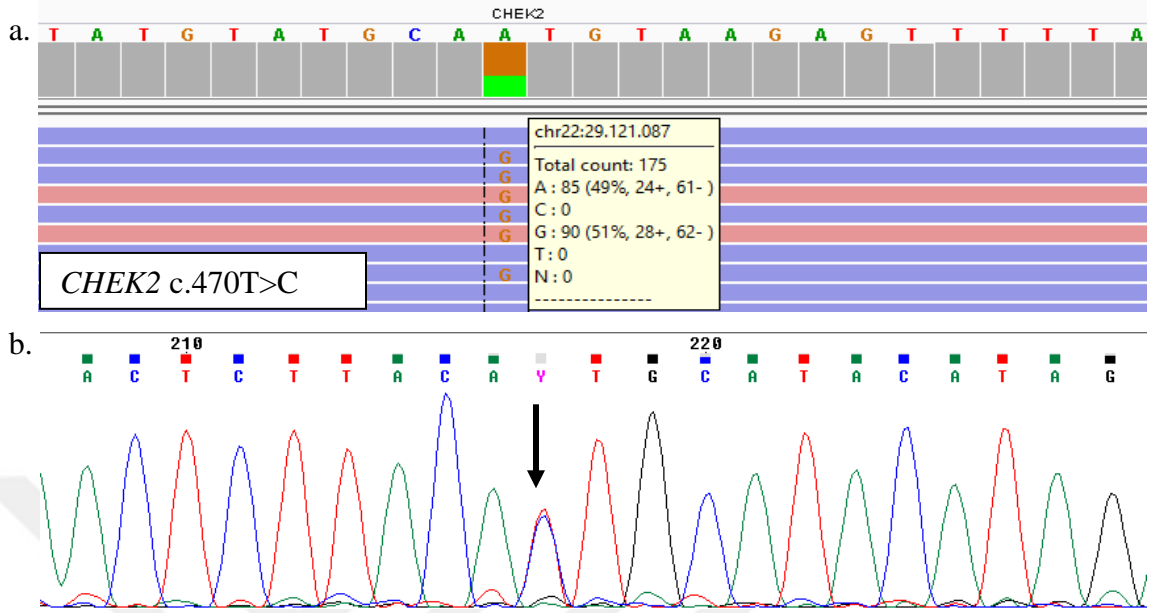 CHEK2
a. T A T G T A T G C A A T G T A A G A G T T T T T A
chr22:29.121.087
G
Total count: 175
G
A : 85 (49%, 24+, 61- )
G
C : 0
G
G : 90 (51%, 28+, 62- )
G
T : 0
G
N : 0
---------------
CHEK2 c.470T>C
b.
210 220
A C T C T T A C A Y T G C A T A C A T A G